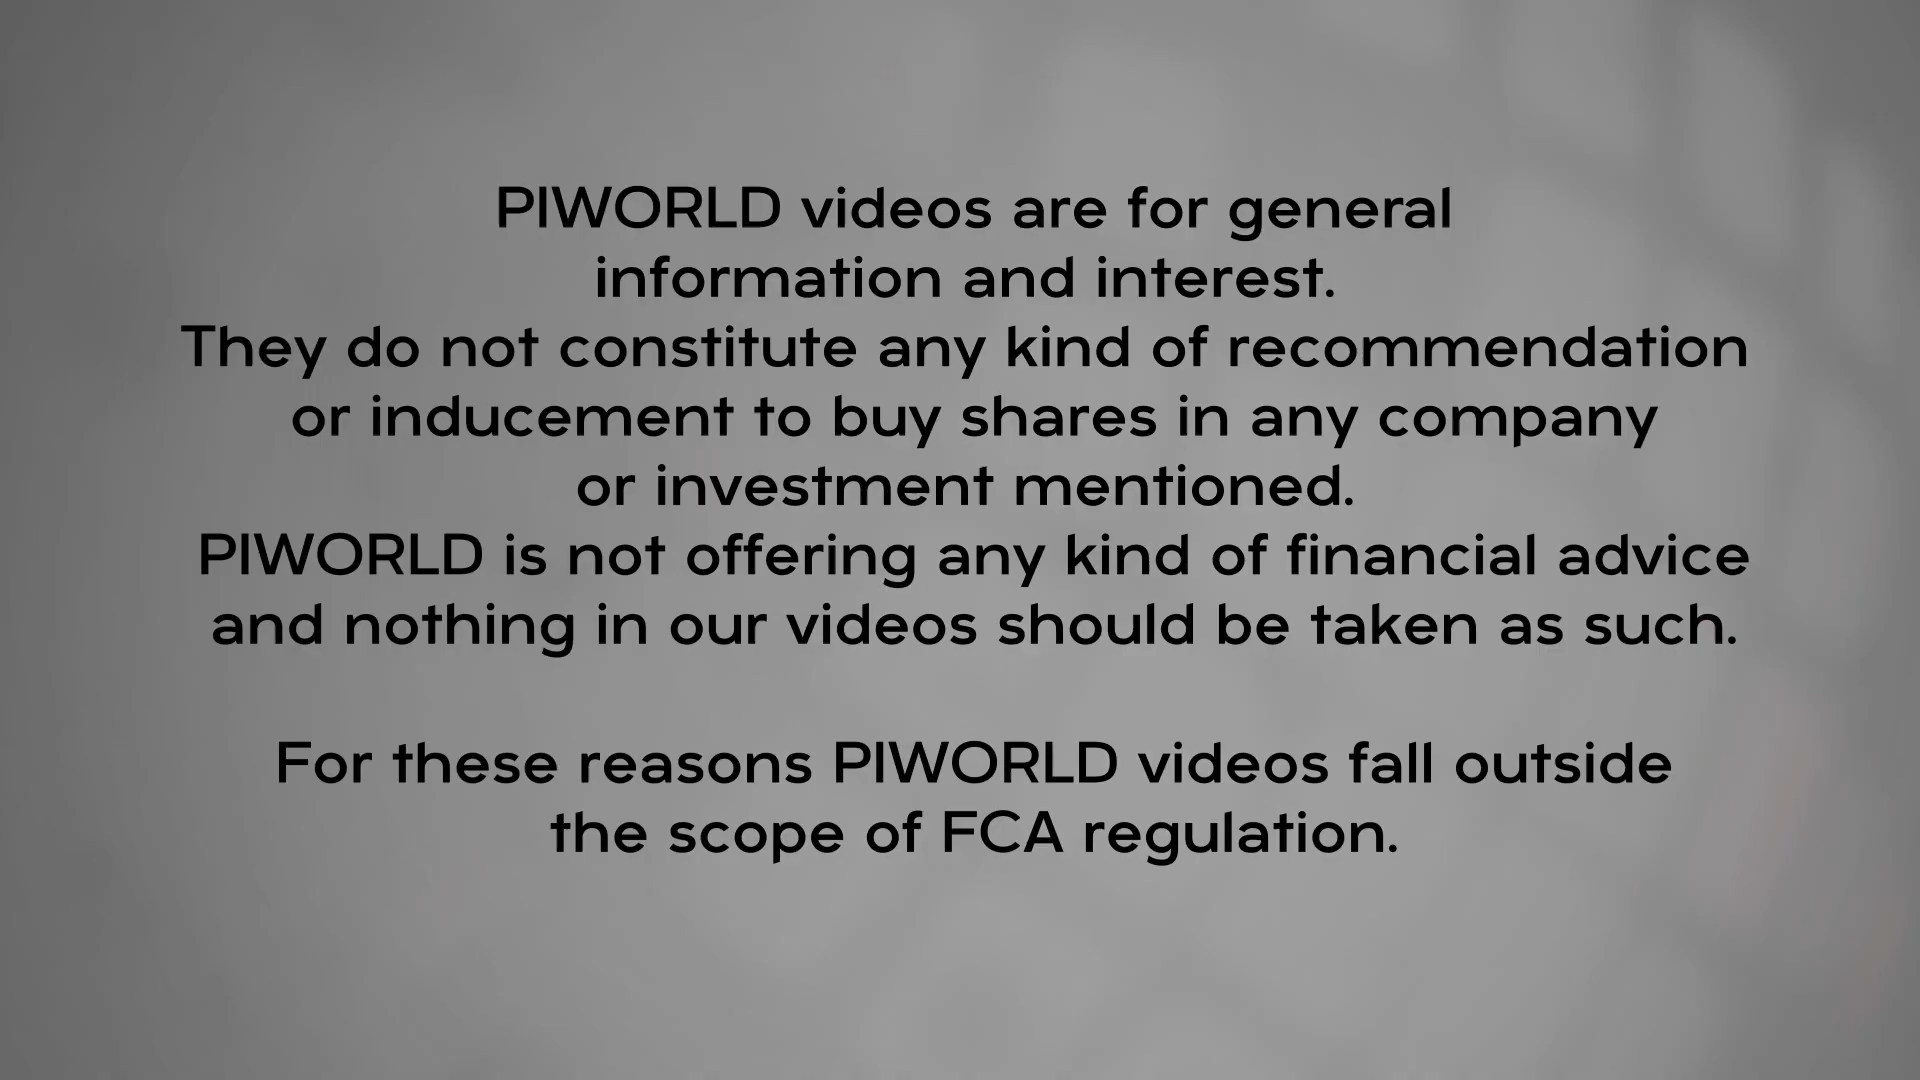 PIWORLD videos are for general
information and interest.
They do not constitute any kind of recommendation
or inducement to buy shares in any company
or investment mentioned.
PIWORLD is not offering any kind of financial advice
and nothing in our videos should be taken as such.
For these reasons PIWORLD videos fall outside
the scope of FCA regulation.